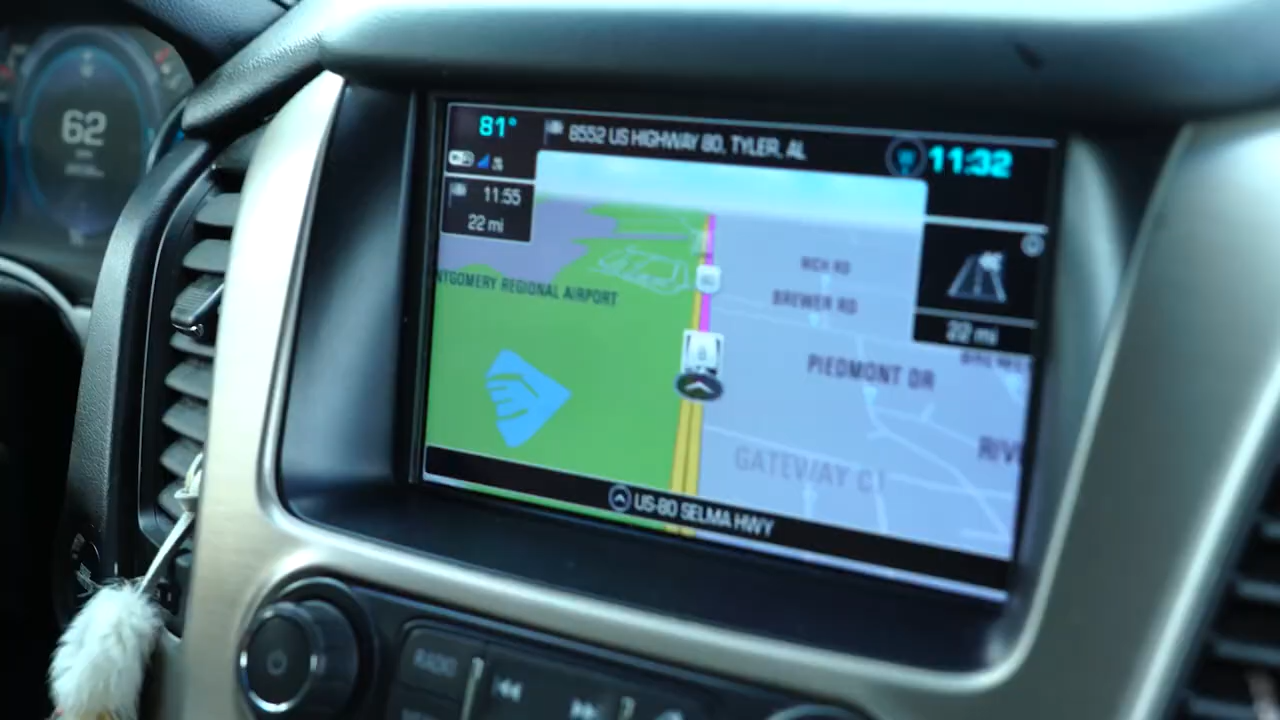 62
81°
8552 US HIGHWAY 80, TYLER, AL
11:32
11:55
22 mi
NTGOMERY REGIONAL AIRPORT
RICH RD
BREWER RD
22 mi
PIEDMONT DR
GATEWAY CT
US-80 SELMA HWY
RADIO